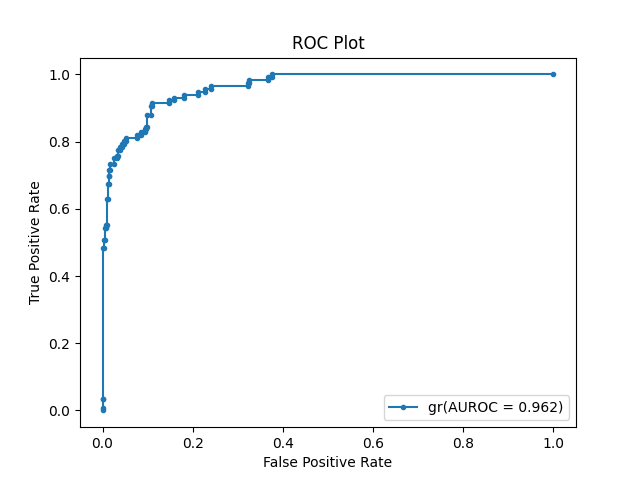 ROC Plot
True Positive Rate
1.0
0.8
0.6
0.4
0.2
0.0
gr(AUROC = 0.962)
0.0 0.2 0.4 0.6 0.8 1.0
False Positive Rate